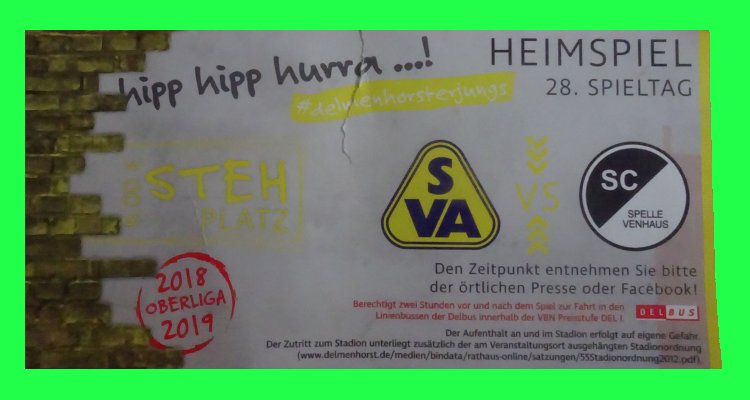 hipp hipp hurra ...!
#delmenhorsterjungs
HEIMSPIEL
28. SPIELTAG
STEH
PLATZ
S
VA
VS
SC
SPELLE
VENHAUS
2018
OBERLIGA
2019
Den Zeitpunkt entnehmen Sie bitte
der örtlichen Presse oder Facebook!
Berechtigt zwei Stunden vor und nach dem Spiel zur Fahrt in den
Linienbussen der Delbus innerhalb der VBN Preisstufe DEL I.
DELBUS
Der Aufenthalt an und im Stadion erfolgt auf eigene Gefahr.
Der Zutritt zum Stadion unterliegt zusätzlich der am Veranstaltungsort ausgehängten Stadionordnung
(www.delmenhorst.de/medien/bindata/rathaus-online/satzungen/55Stadionordnung2012.pdf).